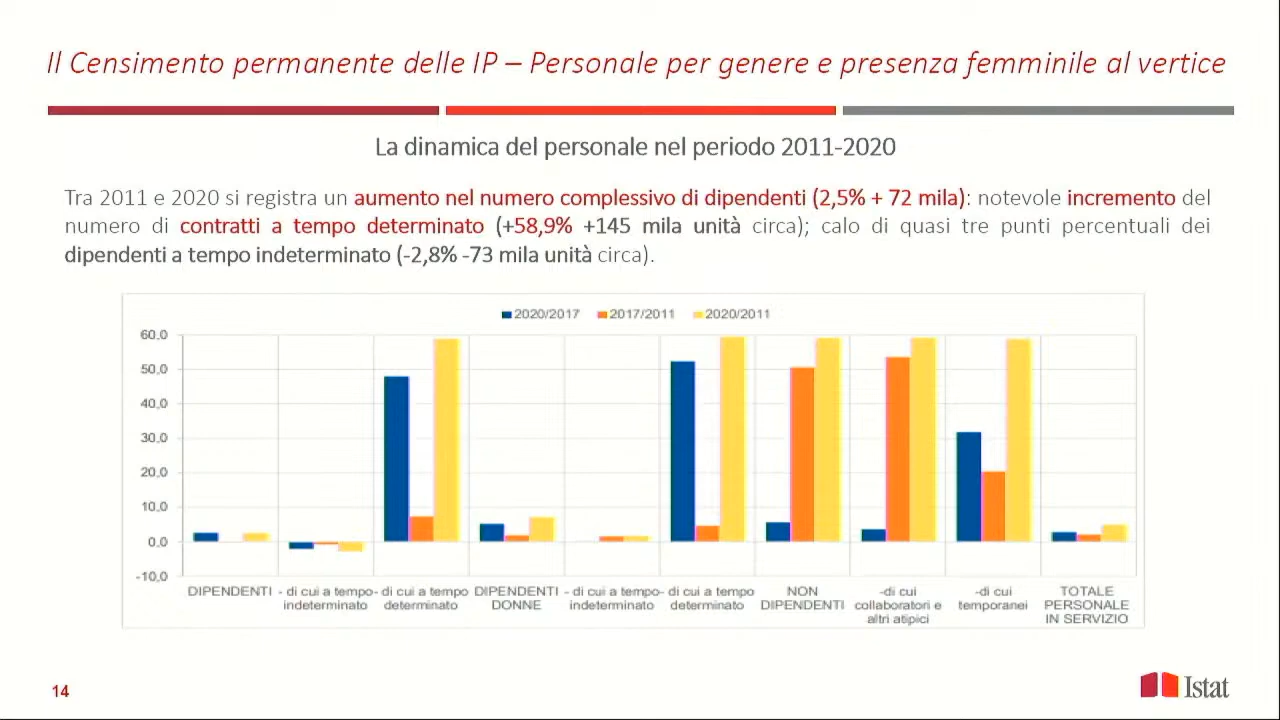 Il Censimento permanente delle IP – Personale per genere e presenza femminile al vertice
La dinamica del personale nel periodo 2011-2020
Tra 2011 e 2020 si registra un aumento nel numero complessivo di dipendenti (2,5% + 72 mila): notevole incremento del
numero di contratti a tempo determinato (+58,9% +145 mila unità circa); calo di quasi tre punti percentuali dei
dipendenti a tempo indeterminato (-2,8% -73 mila unità circa).
2020/2017 2017/2011 2020/2011
60,0
50,0
40,0
30,0
20,0
10,0
0,0
-10,0
DIPENDENTI
- di cui a tempo
indeterminato
- di cui a tempo
determinato
DIPENDENTI
DONNE
- di cui a tempo
indeterminato
- di cui a tempo
determinato
NON
DIPENDENTI
-di cui
collaboratori e
altri atipici
-di cui
temporanei
TOTALE
PERSONALE
IN SERVIZIO
14
Istat